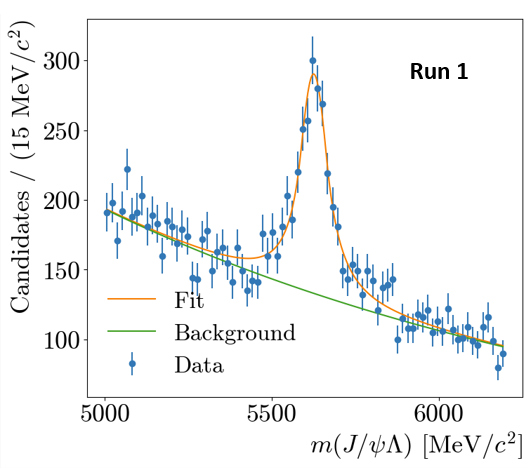 Candidates / (15 MeV/c²)
300
250
200
150
100
Run 1
Fit
Background
Data
5000 5500 6000
m(J/ψΛ) [MeV/c²]